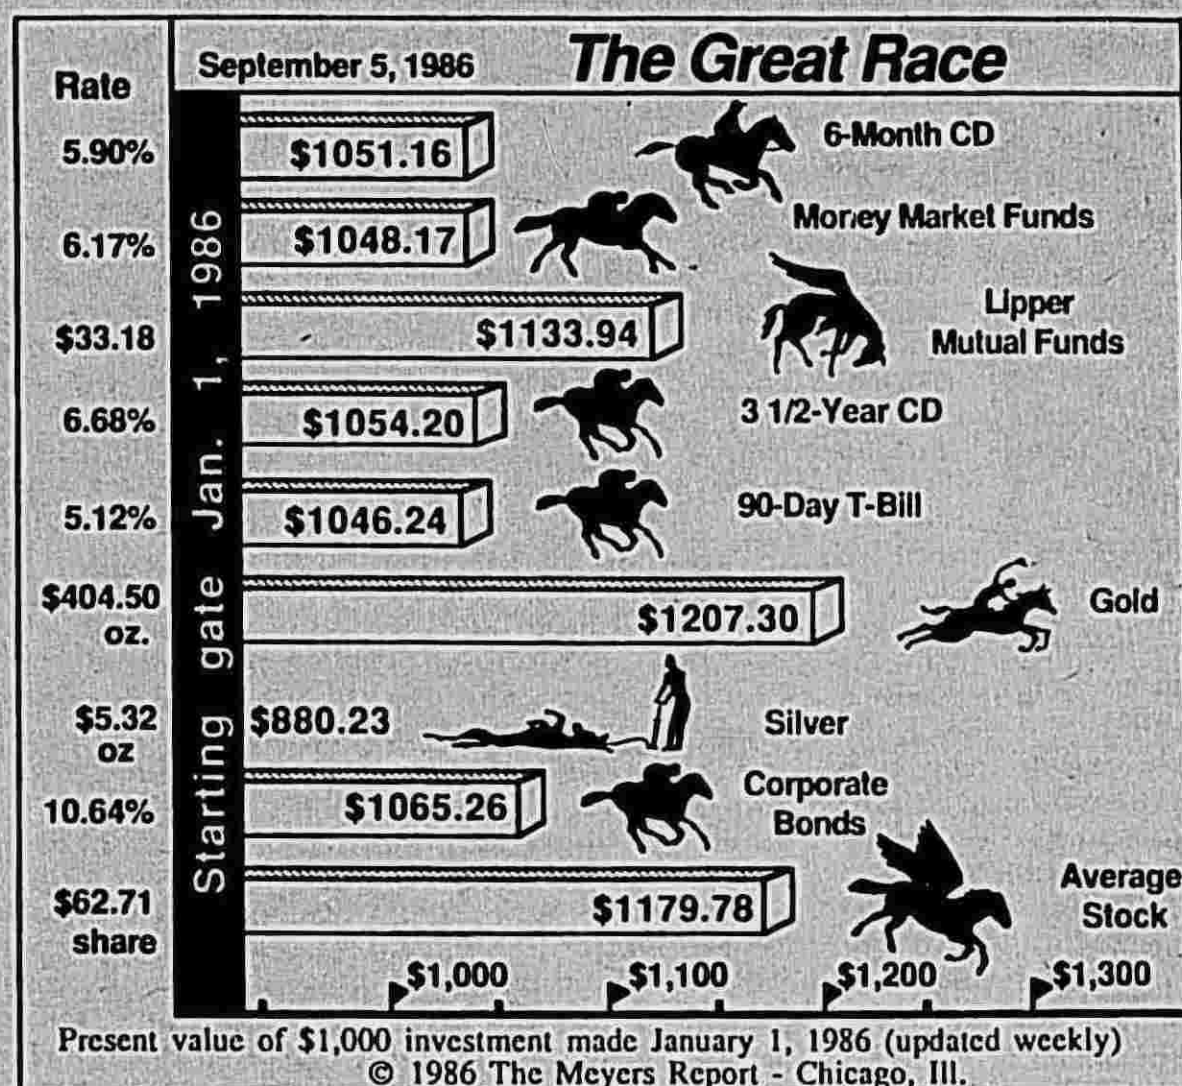 The Great Race
September 5, 1986
Rate
Starting gate Jan. 1, 1986
5.90% $1051.16 6-Month CD
6.17% $1048.17 Money Market Funds
$33.18 $1133.94 Lipper
Mutual Funds
6.68% $1054.20 3 1/2-Year CD
5.12% $1046.24 90-Day T-Bill
$404.50
oz. $1207.30 Gold
$5.32
oz $880.23 Silver
10.64% $1065.26 Corporate
Bonds
$62.71
share $1179.78 Average
Stock
$1,000 $1,100 $1,200 $1,300
Present value of $1,000 investment made January 1, 1986 (updated weekly)
© 1986 The Meyers Report - Chicago, Ill.